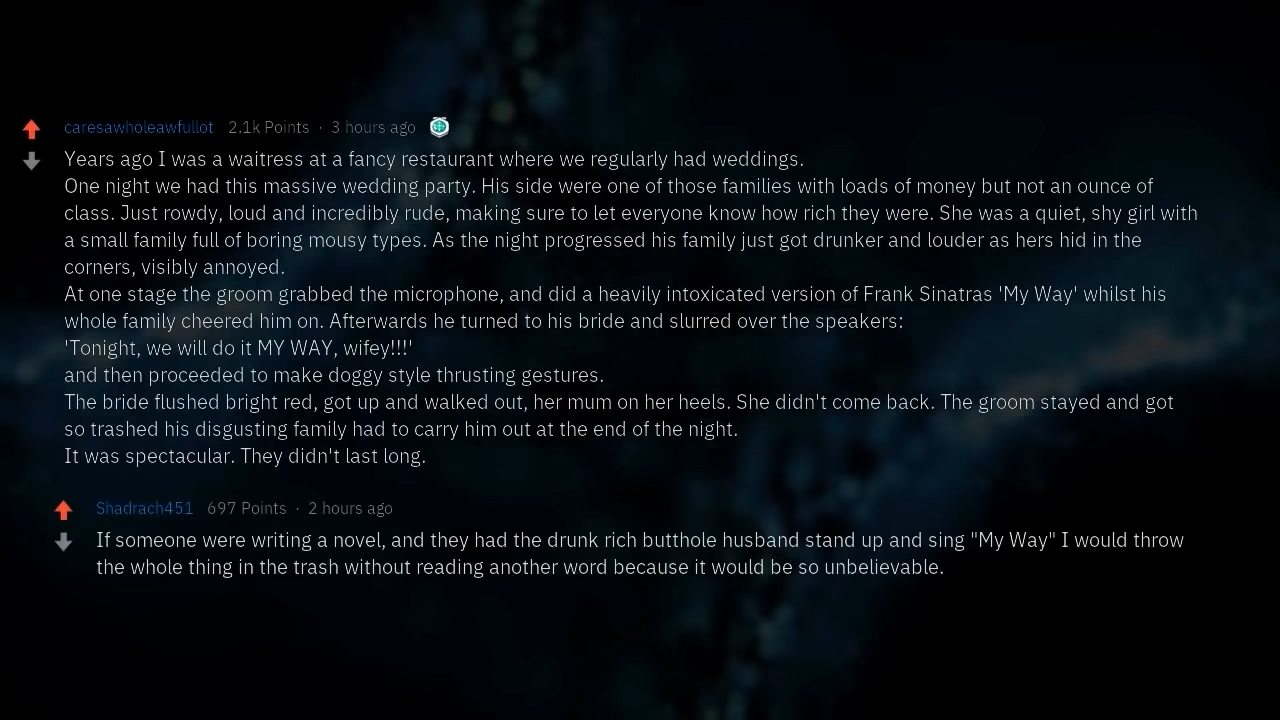 caresawholeawfullot 2.1k Points · 3 hours ago
Years ago I was a waitress at a fancy restaurant where we regularly had weddings.
One night we had this massive wedding party. His side were one of those families with loads of money but not an ounce of
class. Just rowdy, loud and incredibly rude, making sure to let everyone know how rich they were. She was a quiet, shy girl with
a small family full of boring mousy types. As the night progressed his family just got drunker and louder as hers hid in the
corners, visibly annoyed.
At one stage the groom grabbed the microphone, and did a heavily intoxicated version of Frank Sinatras 'My Way' whilst his
whole family cheered him on. Afterwards he turned to his bride and slurred over the speakers:
'Tonight, we will do it MY WAY, wifey!!!'
and then proceeded to make doggy style thrusting gestures.
The bride flushed bright red, got up and walked out, her mum on her heels. She didn't come back. The groom stayed and got
so trashed his disgusting family had to carry him out at the end of the night.
It was spectacular. They didn't last long.
Shadrach451 697 Points · 2 hours ago
If someone were writing a novel, and they had the drunk rich butthole husband stand up and sing "My Way" I would throw
the whole thing in the trash without reading another word because it would be so unbelievable.